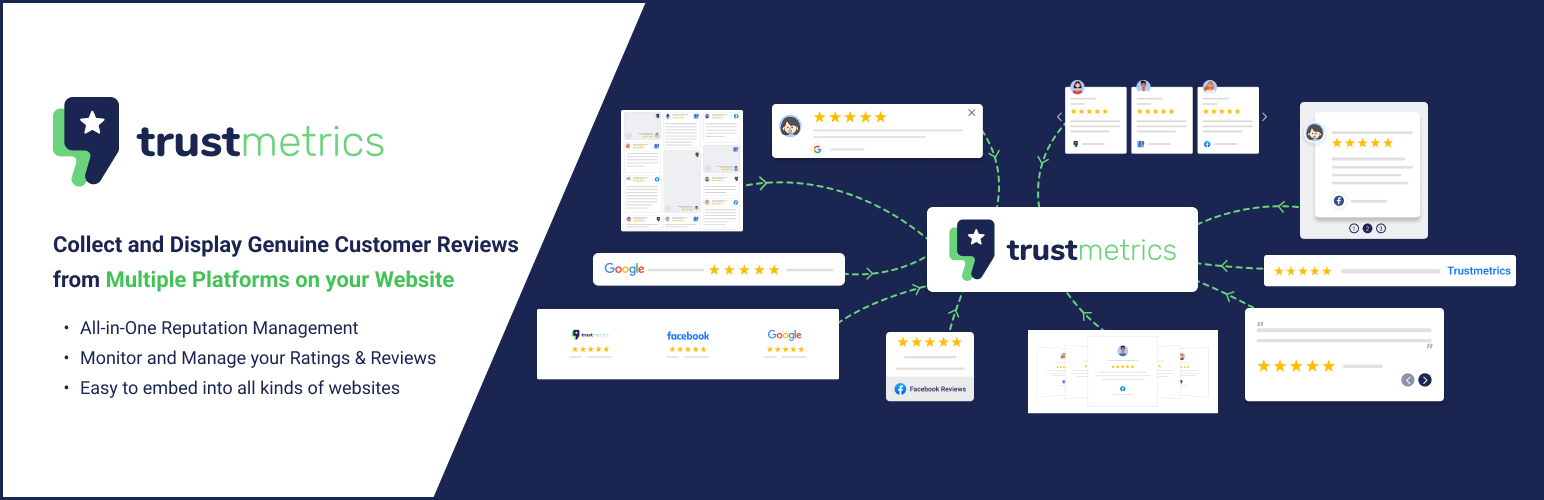 trustmetrics
Collect and Display Genuine Customer Reviews
from Multiple Platforms on your Website
• All-in-One Reputation Management
• Monitor and Manage your Ratings & Reviews
• Easy to embed into all kinds of websites
Google
trustmetrics
facebook
Google
Facebook Reviews
trustmetrics
1 2 3
Trustmetrics
“
”